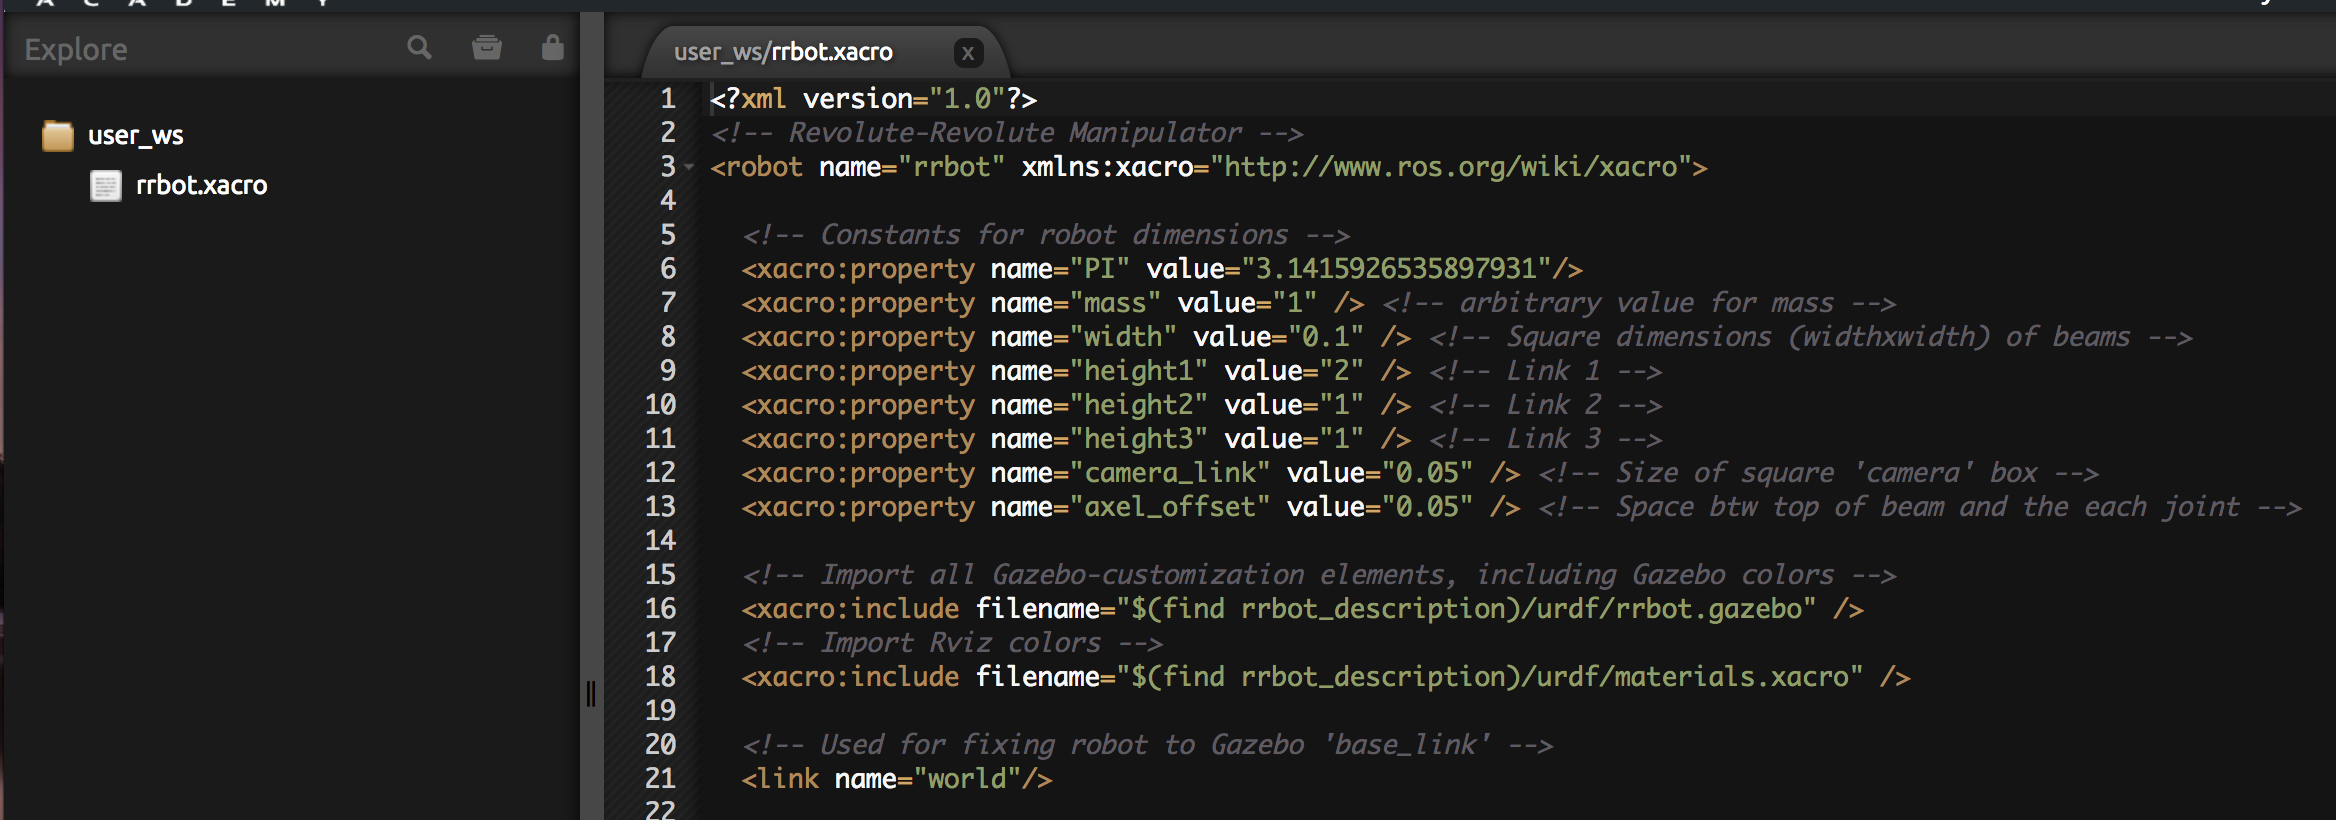 A C A D E M Y
Explore
user_ws
rrbot.xacro
user_ws/rrbot.xacro x
1 <?xml version="1.0"?>
2 <!-- Revolute-Revolute Manipulator -->
3 <robot name="rrbot" xmlns:xacro="http://www.ros.org/wiki/xacro">
4
5 <!-- Constants for robot dimensions -->
6 <xacro:property name="PI" value="3.1415926535897931"/>
7 <xacro:property name="mass" value="1" /> <!-- arbitrary value for mass -->
8 <xacro:property name="width" value="0.1" /> <!-- Square dimensions (widthxwidth) of beams -->
9 <xacro:property name="height1" value="2" /> <!-- Link 1 -->
10 <xacro:property name="height2" value="1" /> <!-- Link 2 -->
11 <xacro:property name="height3" value="1" /> <!-- Link 3 -->
12 <xacro:property name="camera_link" value="0.05" /> <!-- Size of square 'camera' box -->
13 <xacro:property name="axel_offset" value="0.05" /> <!-- Space btw top of beam and the each joint -->
14
15 <!-- Import all Gazebo-customization elements, including Gazebo colors -->
16 <xacro:include filename="$(find rrbot_description)/urdf/rrbot.gazebo" />
17 <!-- Import Rviz colors -->
18 <xacro:include filename="$(find rrbot_description)/urdf/materials.xacro" />
19
20 <!-- Used for fixing robot to Gazebo 'base_link' -->
21 <link name="world"/>
22